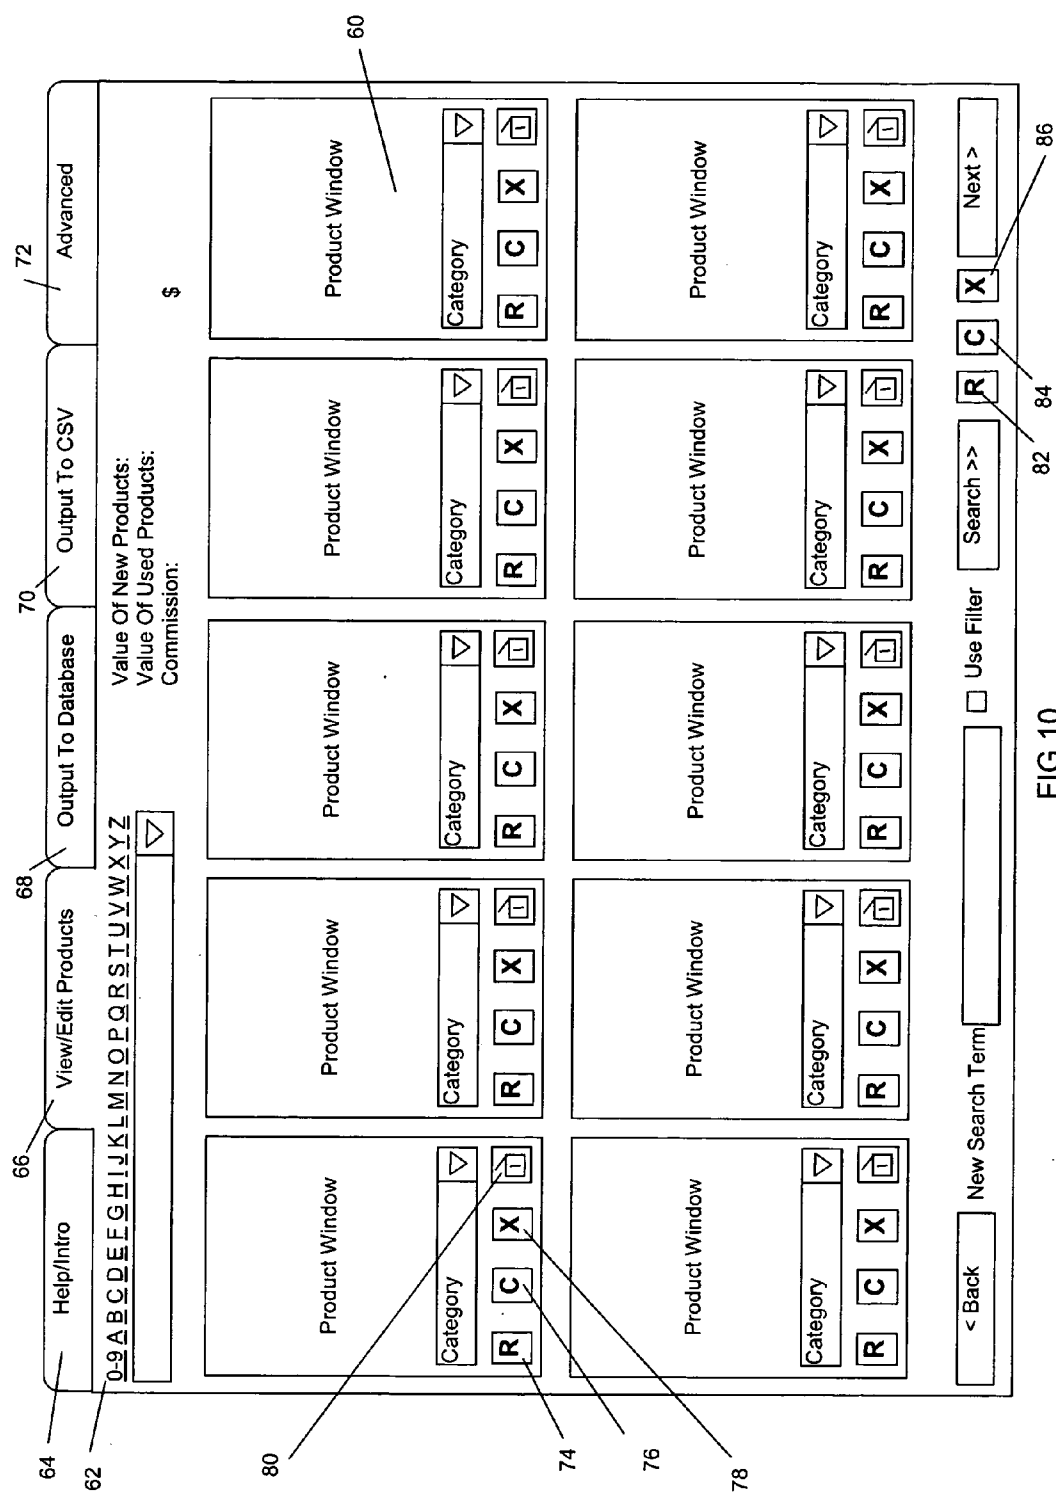 72
70
68
66
64
Help/Intro
View/Edit Products
Output To Database
Output To CSV
Advanced
62
0-9 A B C D E F G H I J K L M N O P Q R S T U V W X Y Z
Value Of New Products:
Value Of Used Products:
Commission:
$
60
Product Window
Product Window
Product Window
Product Window
Product Window
Category
Category
Category
Category
Category
R C X
R C X
R C X
R C X
R C X
80
74
76
78
Product Window
Product Window
Product Window
Product Window
Product Window
Category
Category
Category
Category
Category
R C X
R C X
R C X
R C X
R C X
< Back
New Search Term
Use Filter
Search >>
R C X
Next >
82
84
86
FIG 10